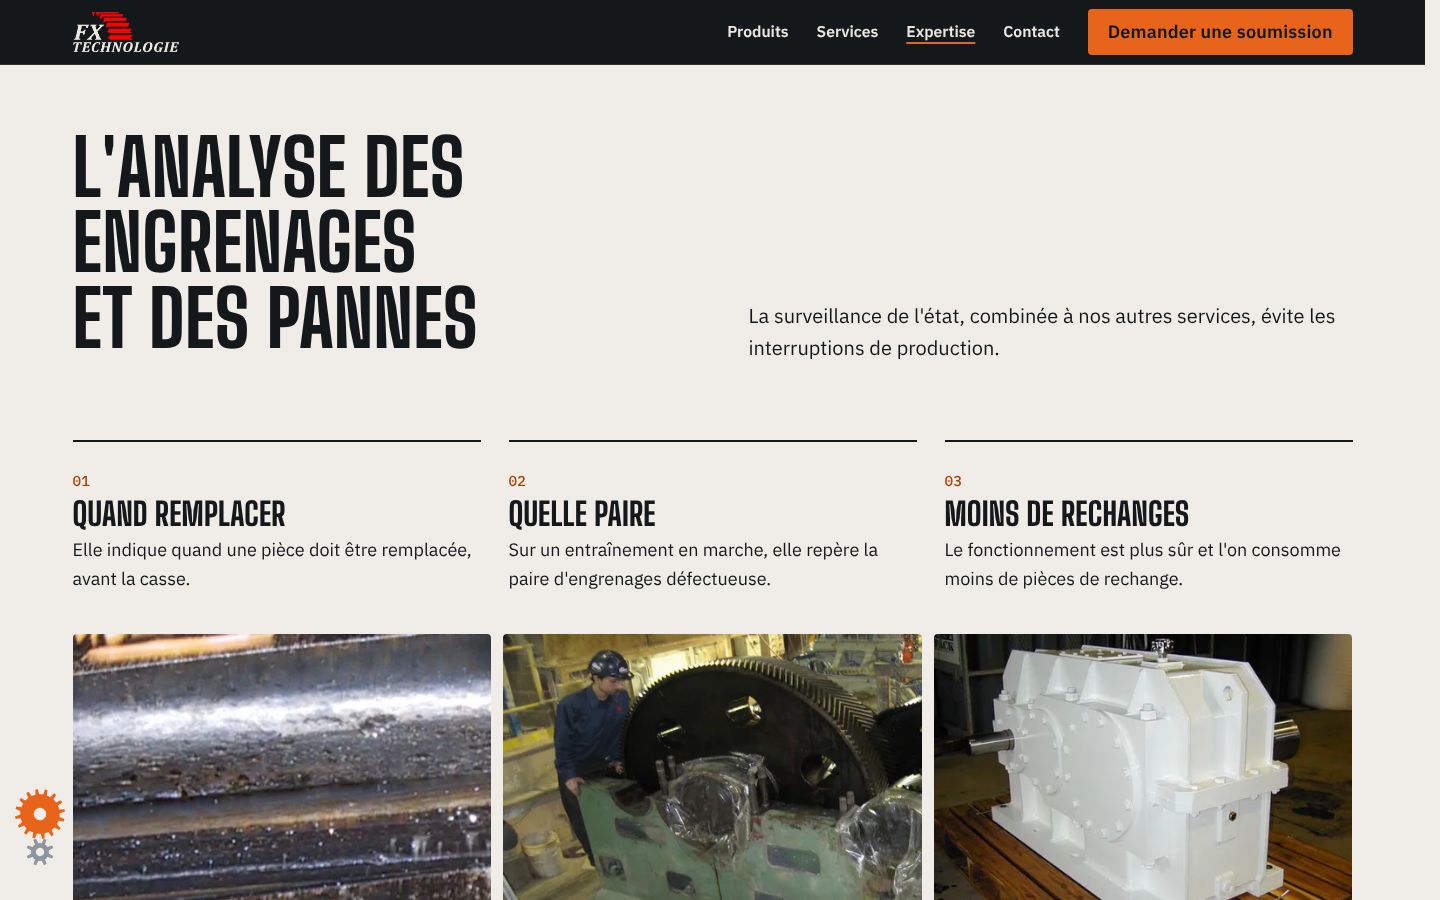 FX
TECHNOLOGIE
Produits
Services
Expertise
Contact
Demander une soumission
L'ANALYSE DES
ENGRENAGES
ET DES PANNES
La surveillance de l'état, combinée à nos autres services, évite les
interruptions de production.
01
QUAND REMPLACER
Elle indique quand une pièce doit être remplacée,
avant la casse.
02
QUELLE PAIRE
Sur un entraînement en marche, elle repère la
paire d'engrenages défectueuse.
03
MOINS DE RECHANGES
Le fonctionnement est plus sûr et l'on consomme
moins de pièces de rechange.